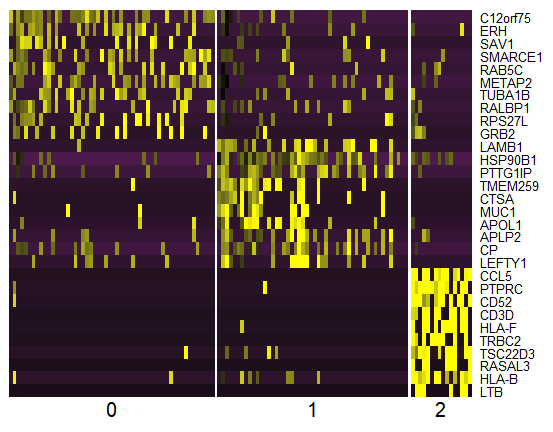 C12orf75
ERH
SAV1
SMARCE1
RAB5C
METAP2
TUBA1B
RALBP1
RPS27L
GRB2
LAMB1
HSP90B1
PTTG1IP
TMEM259
CTSA
MUC1
APOL1
APLP2
CP
LEFTY1
CCL5
PTPRC
CD52
CD3D
HLA-F
TRBC2
TSC22D3
RASAL3
HLA-B
LTB
0 1 2